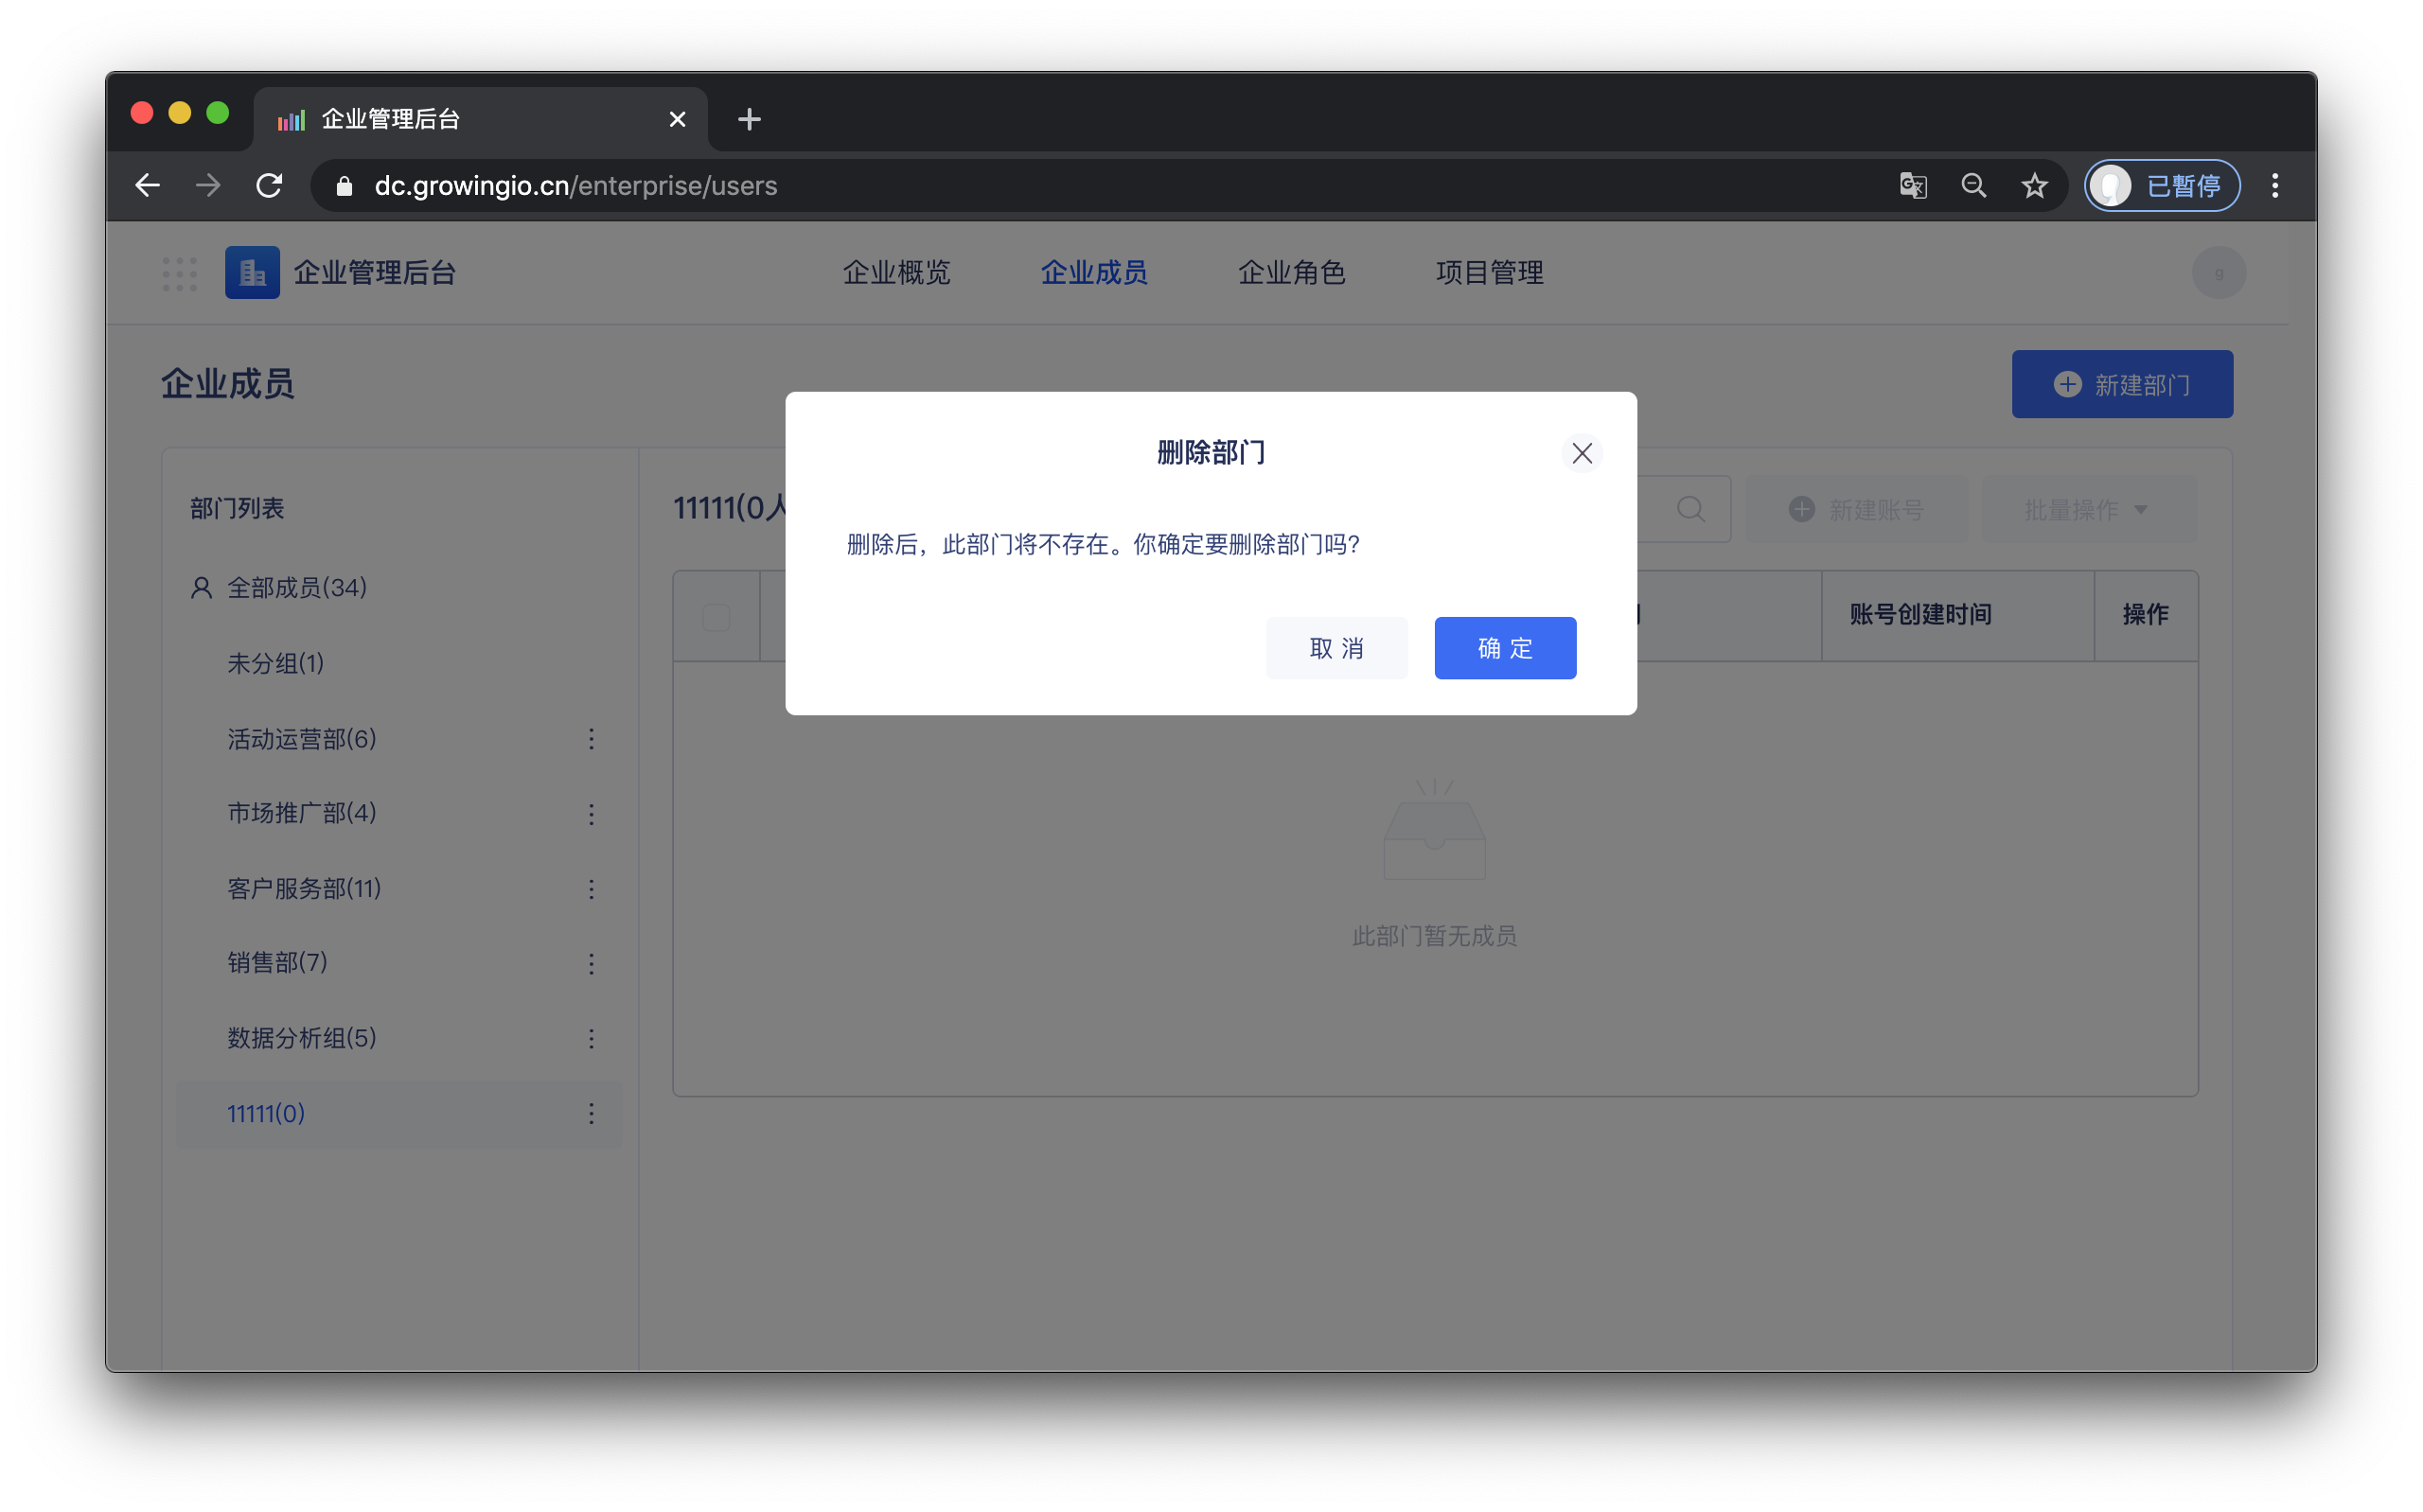 企业管理后台
dc.growingio.cn/enterprise/users
已暂停
企业管理后台
企业概览
企业成员
企业角色
项目管理
g
企业成员
新建部门
部门列表
全部成员(34)
未分组(1)
活动运营部(6)
市场推广部(4)
客户服务部(11)
销售部(7)
数据分析组(5)
11111(0)
11111(0人
新建账号
批量操作
账号创建时间
操作
此部门暂无成员
删除部门
删除后，此部门将不存在。你确定要删除部门吗?
取 消
确 定